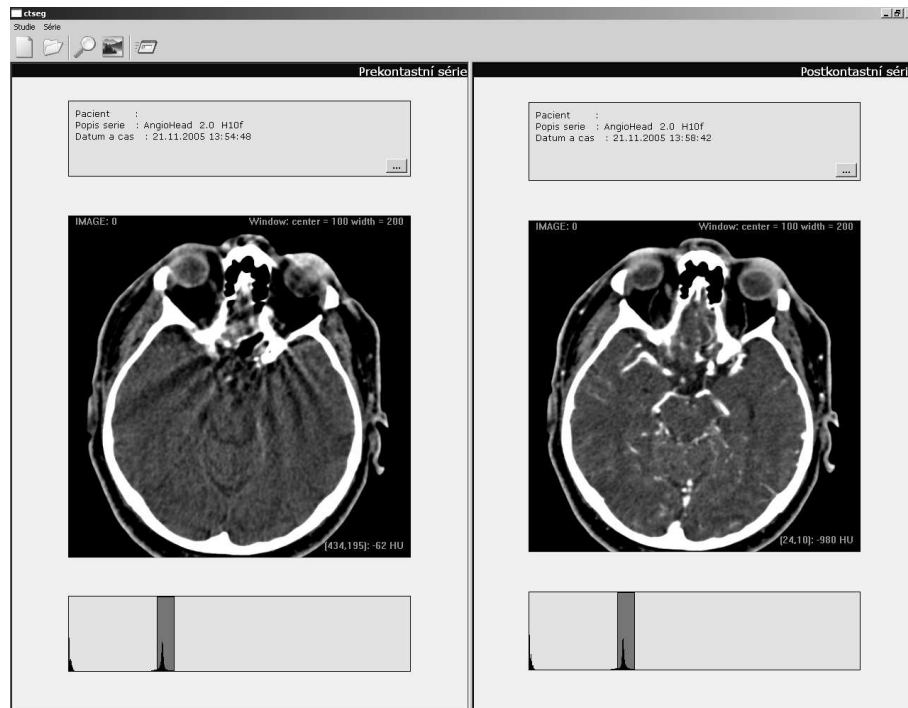 ctseg
Studie Série
Prekontastní série
Pacient :
Popis serie : AngioHead 2.0 H10f
Datum a cas : 21.11.2005 13:54:48
...
IMAGE: 0 Window: center = 100 width = 200
[434,195]: -62 HU
Postkontastní séri
Pacient :
Popis serie : AngioHead 2.0 H10f
Datum a cas : 21.11.2005 13:58:42
...
IMAGE: 0 Window: center = 100 width = 200
[24,10]: -980 HU